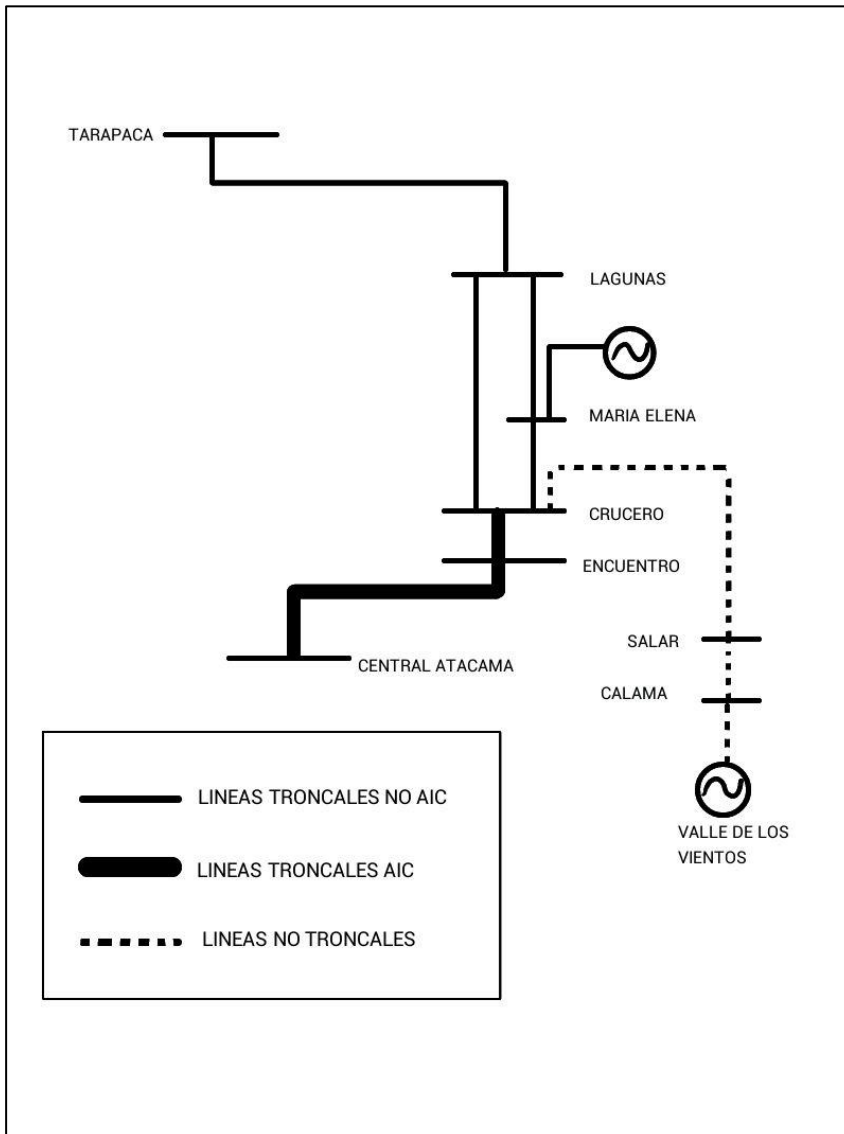 TARAPACA
LAGUNAS
MARIA ELENA
CRUCERO
ENCUENTRO
SALAR
CENTRAL ATACAMA
CALAMA
VALLE DE LOS
VIENTOS
LINEAS TRONCALES NO AIC
LINEAS TRONCALES AIC
LINEAS NO TRONCALES